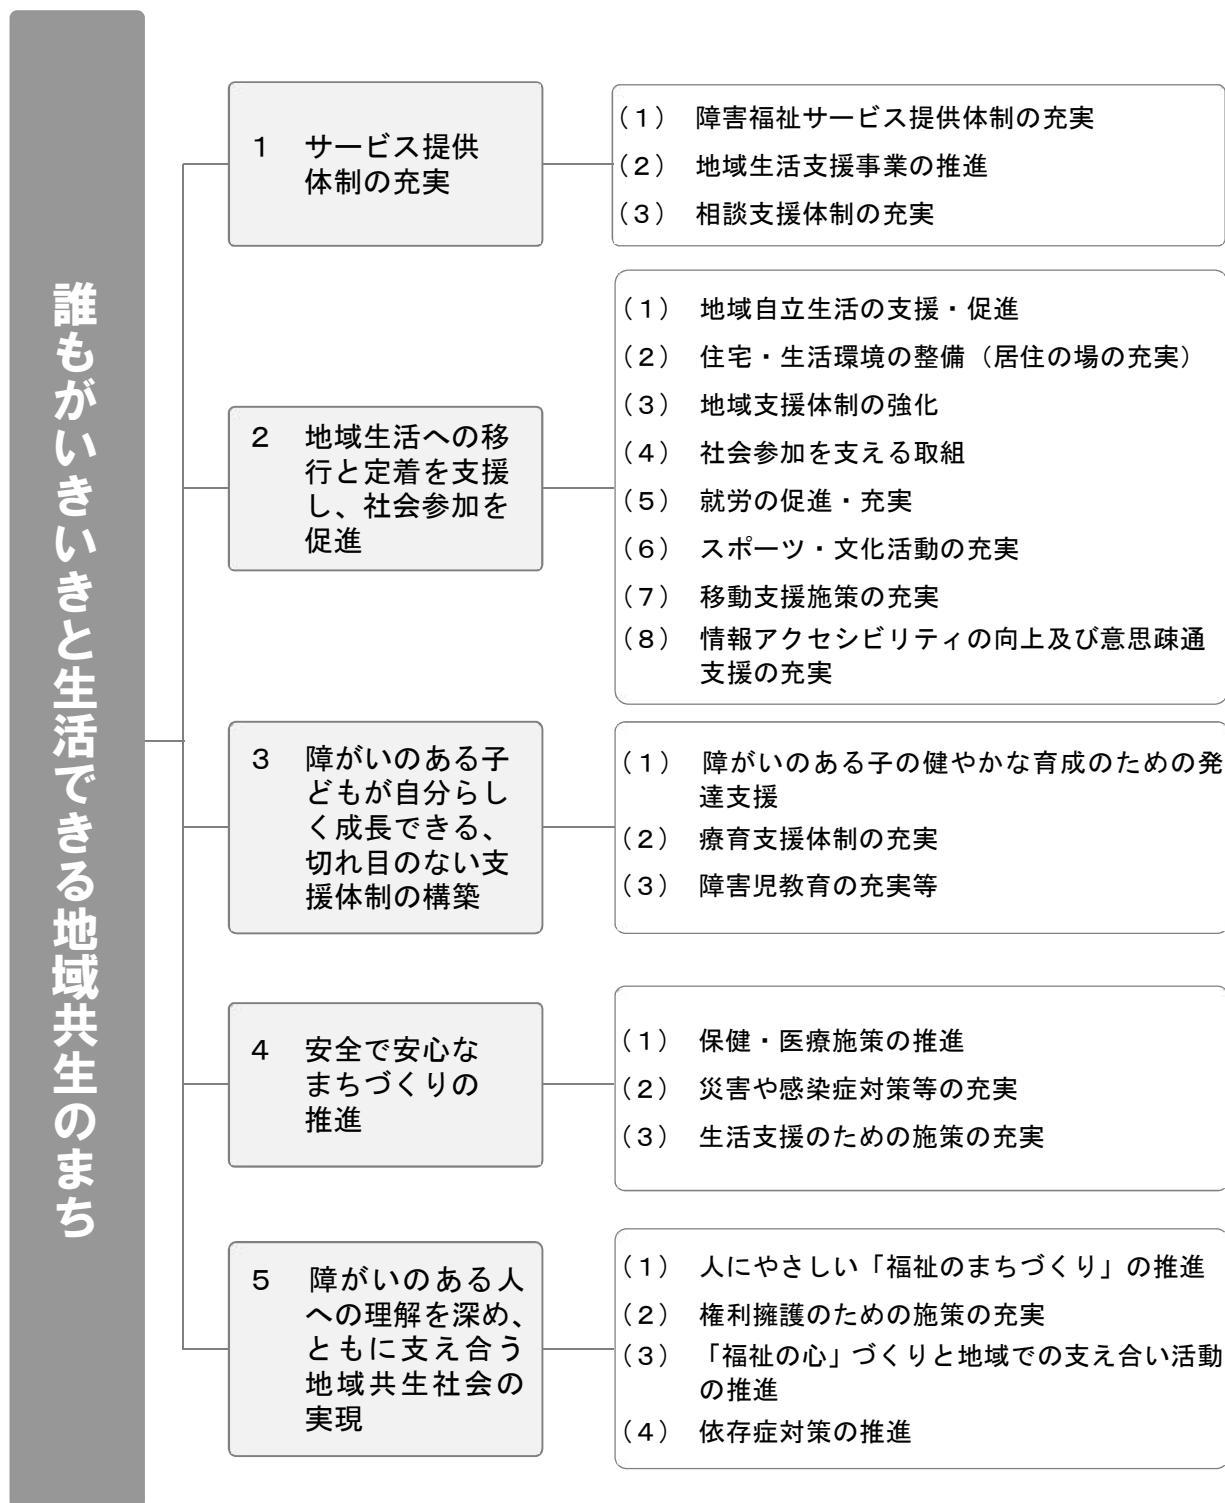 誰もがいきいきと生活できる地域共生のまち
１　サービス提供
体制の充実
（１）　障害福祉サービス提供体制の充実
（２）　地域生活支援事業の推進
（３）　相談支援体制の充実
２　地域生活への移
行と定着を支援
し、社会参加を
促進
（１）　地域自立生活の支援・促進
（２）　住宅・生活環境の整備（居住の場の充実）
（３）　地域支援体制の強化
（４）　社会参加を支える取組
（５）　就労の促進・充実
（６）　スポーツ・文化活動の充実
（７）　移動支援施策の充実
（８）　情報アクセシビリティの向上及び意思疎通
支援の充実
３　障がいのある子
どもが自分らし
く成長できる、
切れ目のない支
援体制の構築
（１）　障がいのある子の健やかな育成のための発
達支援
（２）　療育支援体制の充実
（３）　障害児教育の充実等
４　安全で安心な
まちづくりの
推進
（１）　保健・医療施策の推進
（２）　災害や感染症対策等の充実
（３）　生活支援のための施策の充実
５　障がいのある人
への理解を深め、
ともに支え合う
地域共生社会の
実現
（１）　人にやさしい「福祉のまちづくり」の推進
（２）　権利擁護のための施策の充実
（３）　「福祉の心」づくりと地域での支え合い活動
の推進
（４）　依存症対策の推進